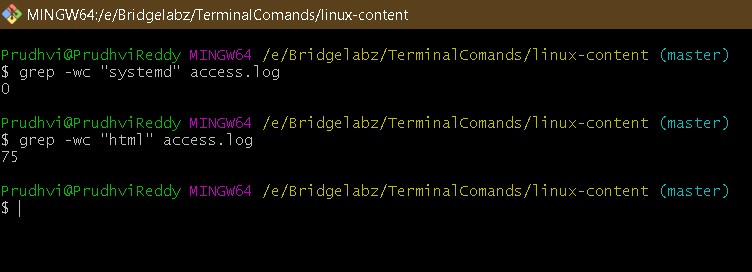 MINGW64:/e/Bridgelabz/TerminalComands/linux-content
Prudhvi@PrudhviReddy MINGW64 /e/Bridgelabz/TerminalComands/linux-content (master)
$ grep -wc "systemd" access.log
0
Prudhvi@PrudhviReddy MINGW64 /e/Bridgelabz/TerminalComands/linux-content (master)
$ grep -wc "html" access.log
75
Prudhvi@PrudhviReddy MINGW64 /e/Bridgelabz/TerminalComands/linux-content (master)
$